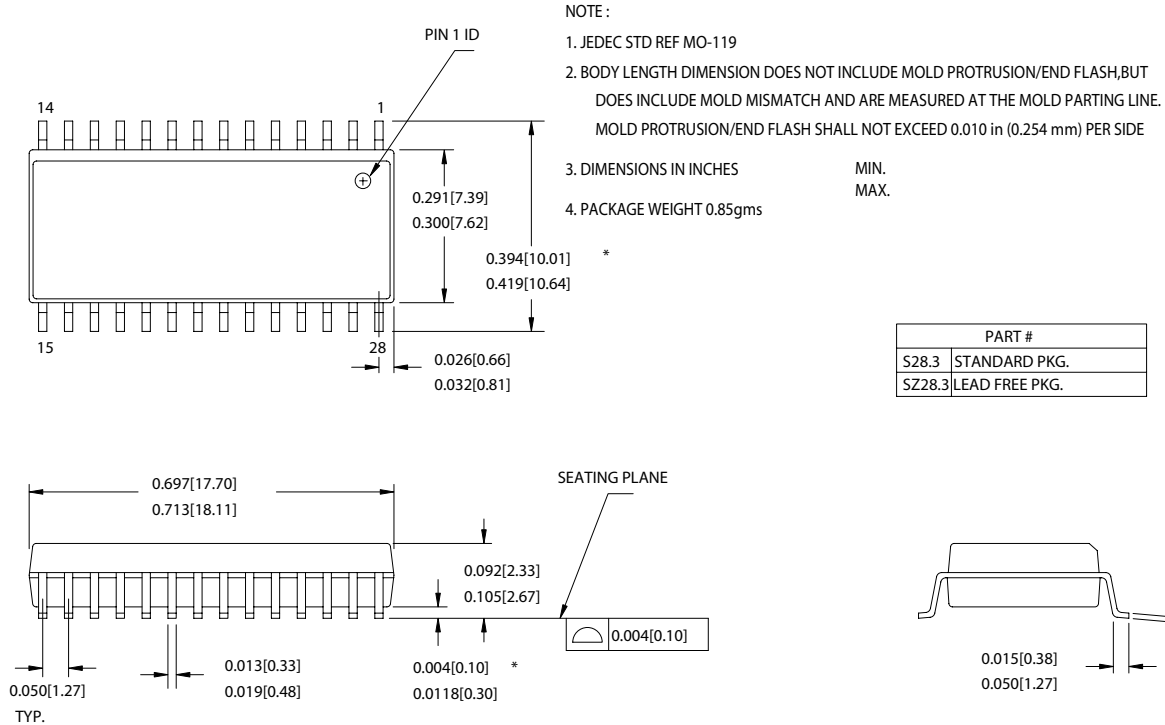 NOTE :
1. JEDEC STD REF MO-119
2. BODY LENGTH DIMENSION DOES NOT INCLUDE MOLD PROTRUSION/END FLASH,BUT
DOES INCLUDE MOLD MISMATCH AND ARE MEASURED AT THE MOLD PARTING LINE.
MOLD PROTRUSION/END FLASH SHALL NOT EXCEED 0.010 in (0.254 mm) PER SIDE
3. DIMENSIONS IN INCHES MIN.
MAX.
4. PACKAGE WEIGHT 0.85gms
PIN 1 ID
14 1
0.291[7.39]
0.300[7.62]
0.394[10.01] *
0.419[10.64]
15 28
0.026[0.66]
0.032[0.81]
PART #
S28.3 STANDARD PKG.
SZ28.3 LEAD FREE PKG.
0.697[17.70]
0.713[18.11]
SEATING PLANE
0.092[2.33]
0.105[2.67]
0.004[0.10]
0.050[1.27]
TYP.
0.013[0.33]
0.019[0.48]
0.004[0.10] *
0.0118[0.30]
0.015[0.38]
0.050[1.27]